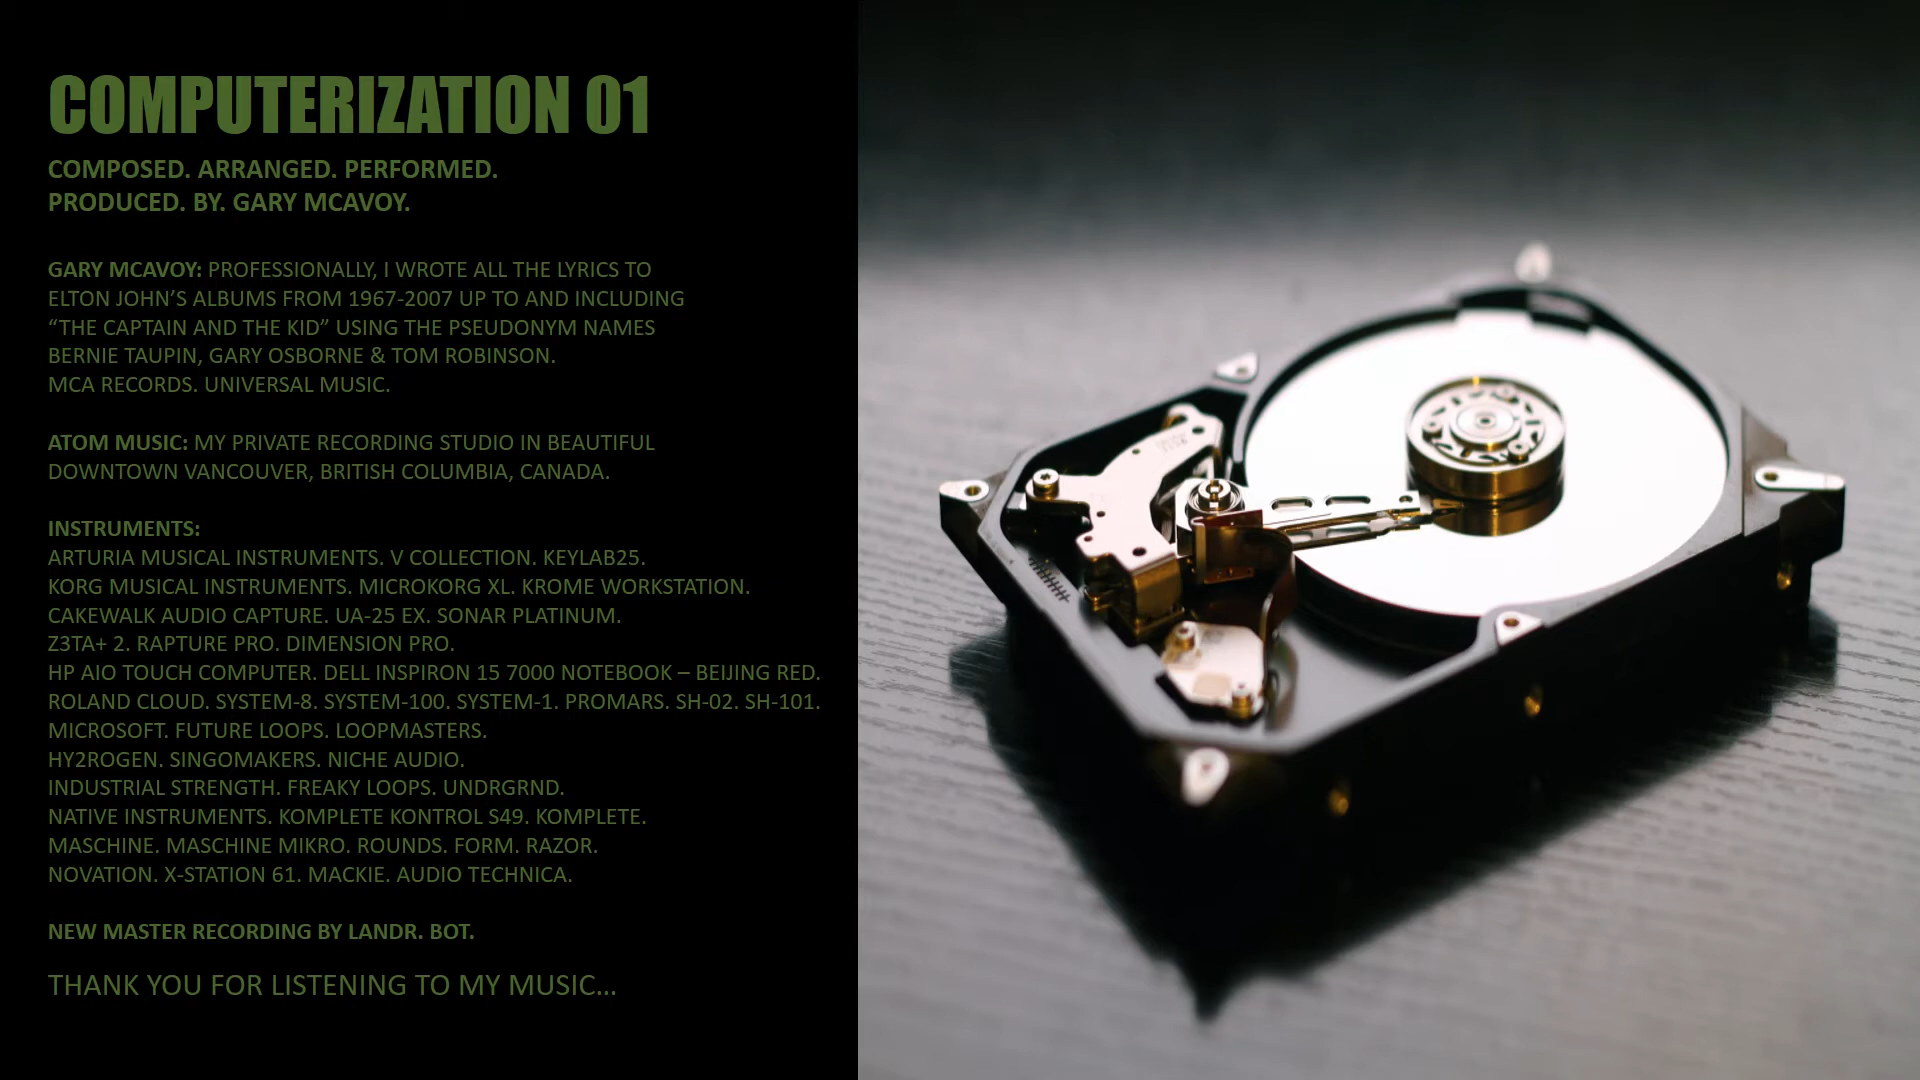 COMPUTERIZATION 01
COMPOSED. ARRANGED. PERFORMED.
PRODUCED. BY. GARY MCAVOY.
GARY MCAVOY: PROFESSIONALLY, I WROTE ALL THE LYRICS TO
ELTON JOHN’S ALBUMS FROM 1967-2007 UP TO AND INCLUDING
“THE CAPTAIN AND THE KID” USING THE PSEUDONYM NAMES
BERNIE TAUPIN, GARY OSBORNE & TOM ROBINSON.
MCA RECORDS. UNIVERSAL MUSIC.
ATOM MUSIC: MY PRIVATE RECORDING STUDIO IN BEAUTIFUL
DOWNTOWN VANCOUVER, BRITISH COLUMBIA, CANADA.
INSTRUMENTS:
ARTURIA MUSICAL INSTRUMENTS. V COLLECTION. KEYLAB25.
KORG MUSICAL INSTRUMENTS. MICROKORG XL. KROME WORKSTATION.
CAKEWALK AUDIO CAPTURE. UA-25 EX. SONAR PLATINUM.
Z3TA+ 2. RAPTURE PRO. DIMENSION PRO.
HP AIO TOUCH COMPUTER. DELL INSPIRON 15 7000 NOTEBOOK – BEIJING RED.
ROLAND CLOUD. SYSTEM-8. SYSTEM-100. SYSTEM-1. PROMARS. SH-02. SH-101.
MICROSOFT. FUTURE LOOPS. LOOPMASTERS.
HY2ROGEN. SINGOMAKERS. NICHE AUDIO.
INDUSTRIAL STRENGTH. FREAKY LOOPS. UNDRGRND.
NATIVE INSTRUMENTS. KOMPLETE KONTROL S49. KOMPLETE.
MASCHINE. MASCHINE MIKRO. ROUNDS. FORM. RAZOR.
NOVATION. X-STATION 61. MACKIE. AUDIO TECHNICA.
NEW MASTER RECORDING BY LANDR. BOT.
THANK YOU FOR LISTENING TO MY MUSIC...